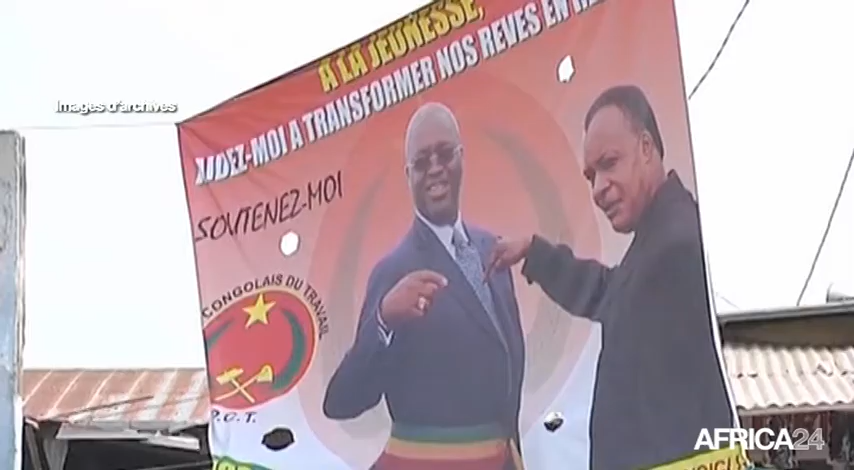 Images d'archives
A LA JEUNESSE,
AIDEZ-MOI A TRANSFORMER NOS REVES EN
SOUTENEZ-MOI
CONGOLAIS DU TRAVAIL
P.C.T.
AFRICA24